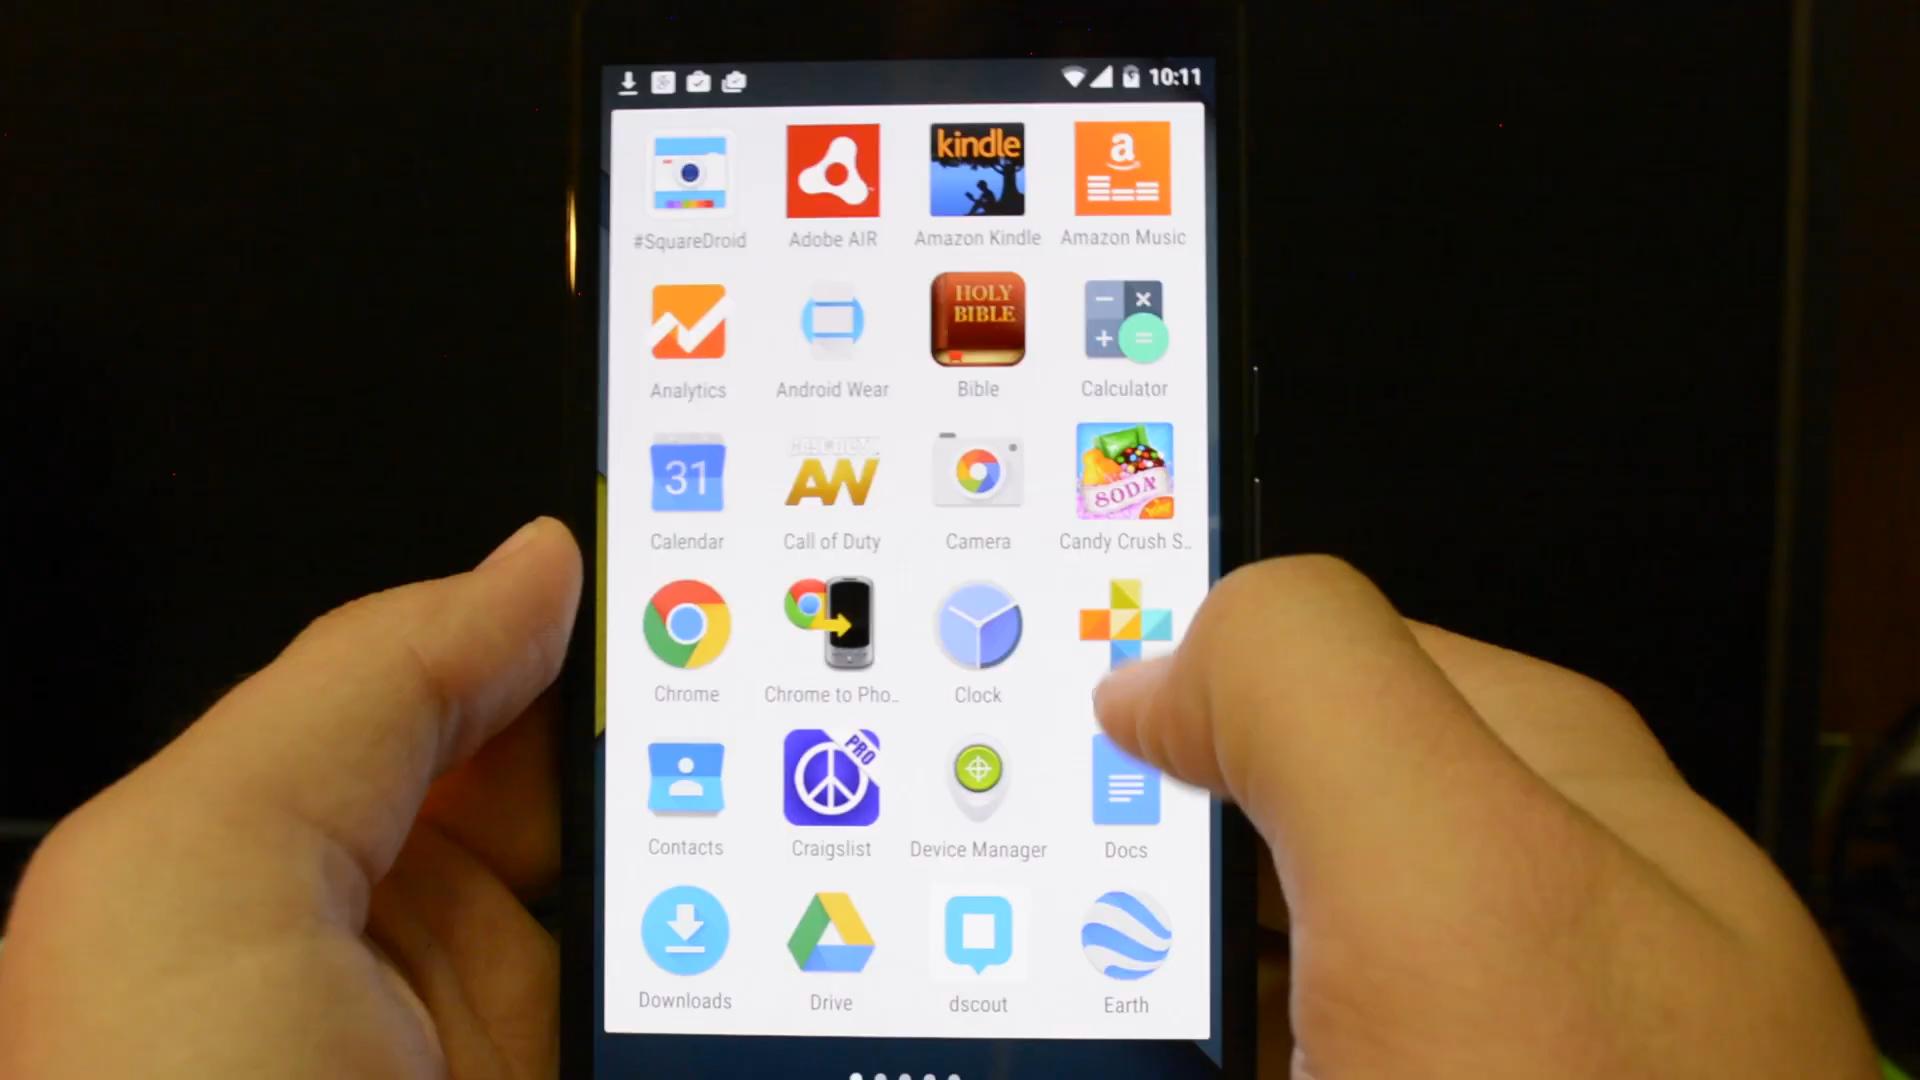 10:11
kindle
a
#SquareDroid Adobe AIR Amazon Kindle Amazon Music
HOLY
BIBLE
Analytics Android Wear Bible Calculator
31
AW
SODA
Calendar Call of Duty Camera Candy Crush S..
Chrome Chrome to Pho.. Clock
PRO
Contacts Craigslist Device Manager Docs
Downloads Drive dscout Earth